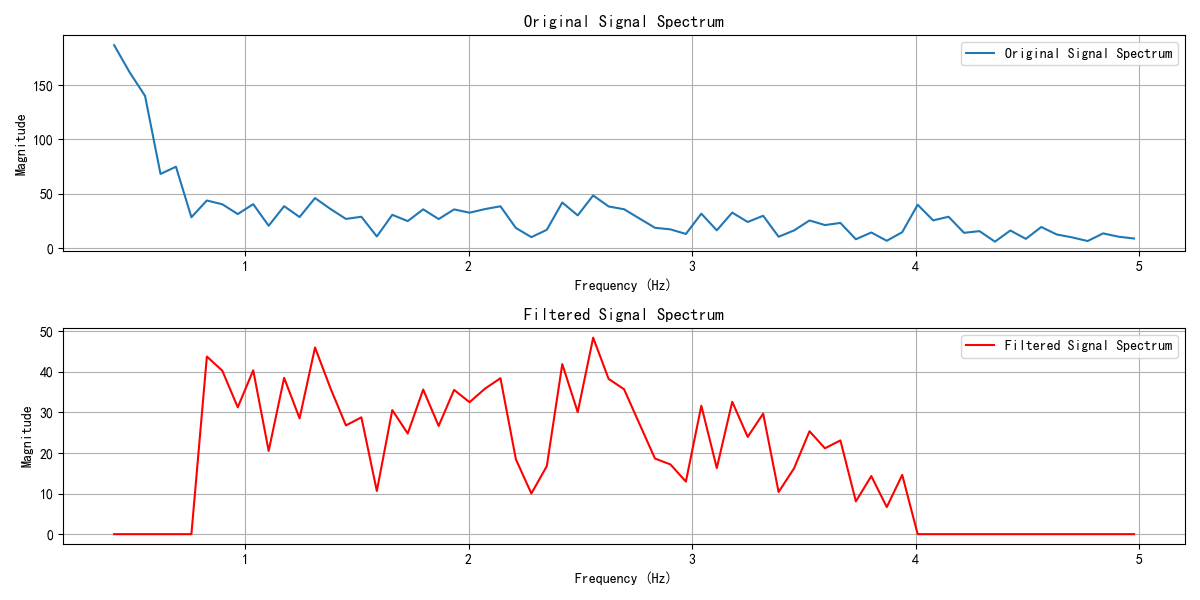 Original Signal Spectrum
Original Signal Spectrum
Magnitude
150
100
50
0
1 2 3 4 5
Frequency (Hz)
Filtered Signal Spectrum
Filtered Signal Spectrum
Magnitude
50
40
30
20
10
0
1 2 3 4 5
Frequency (Hz)